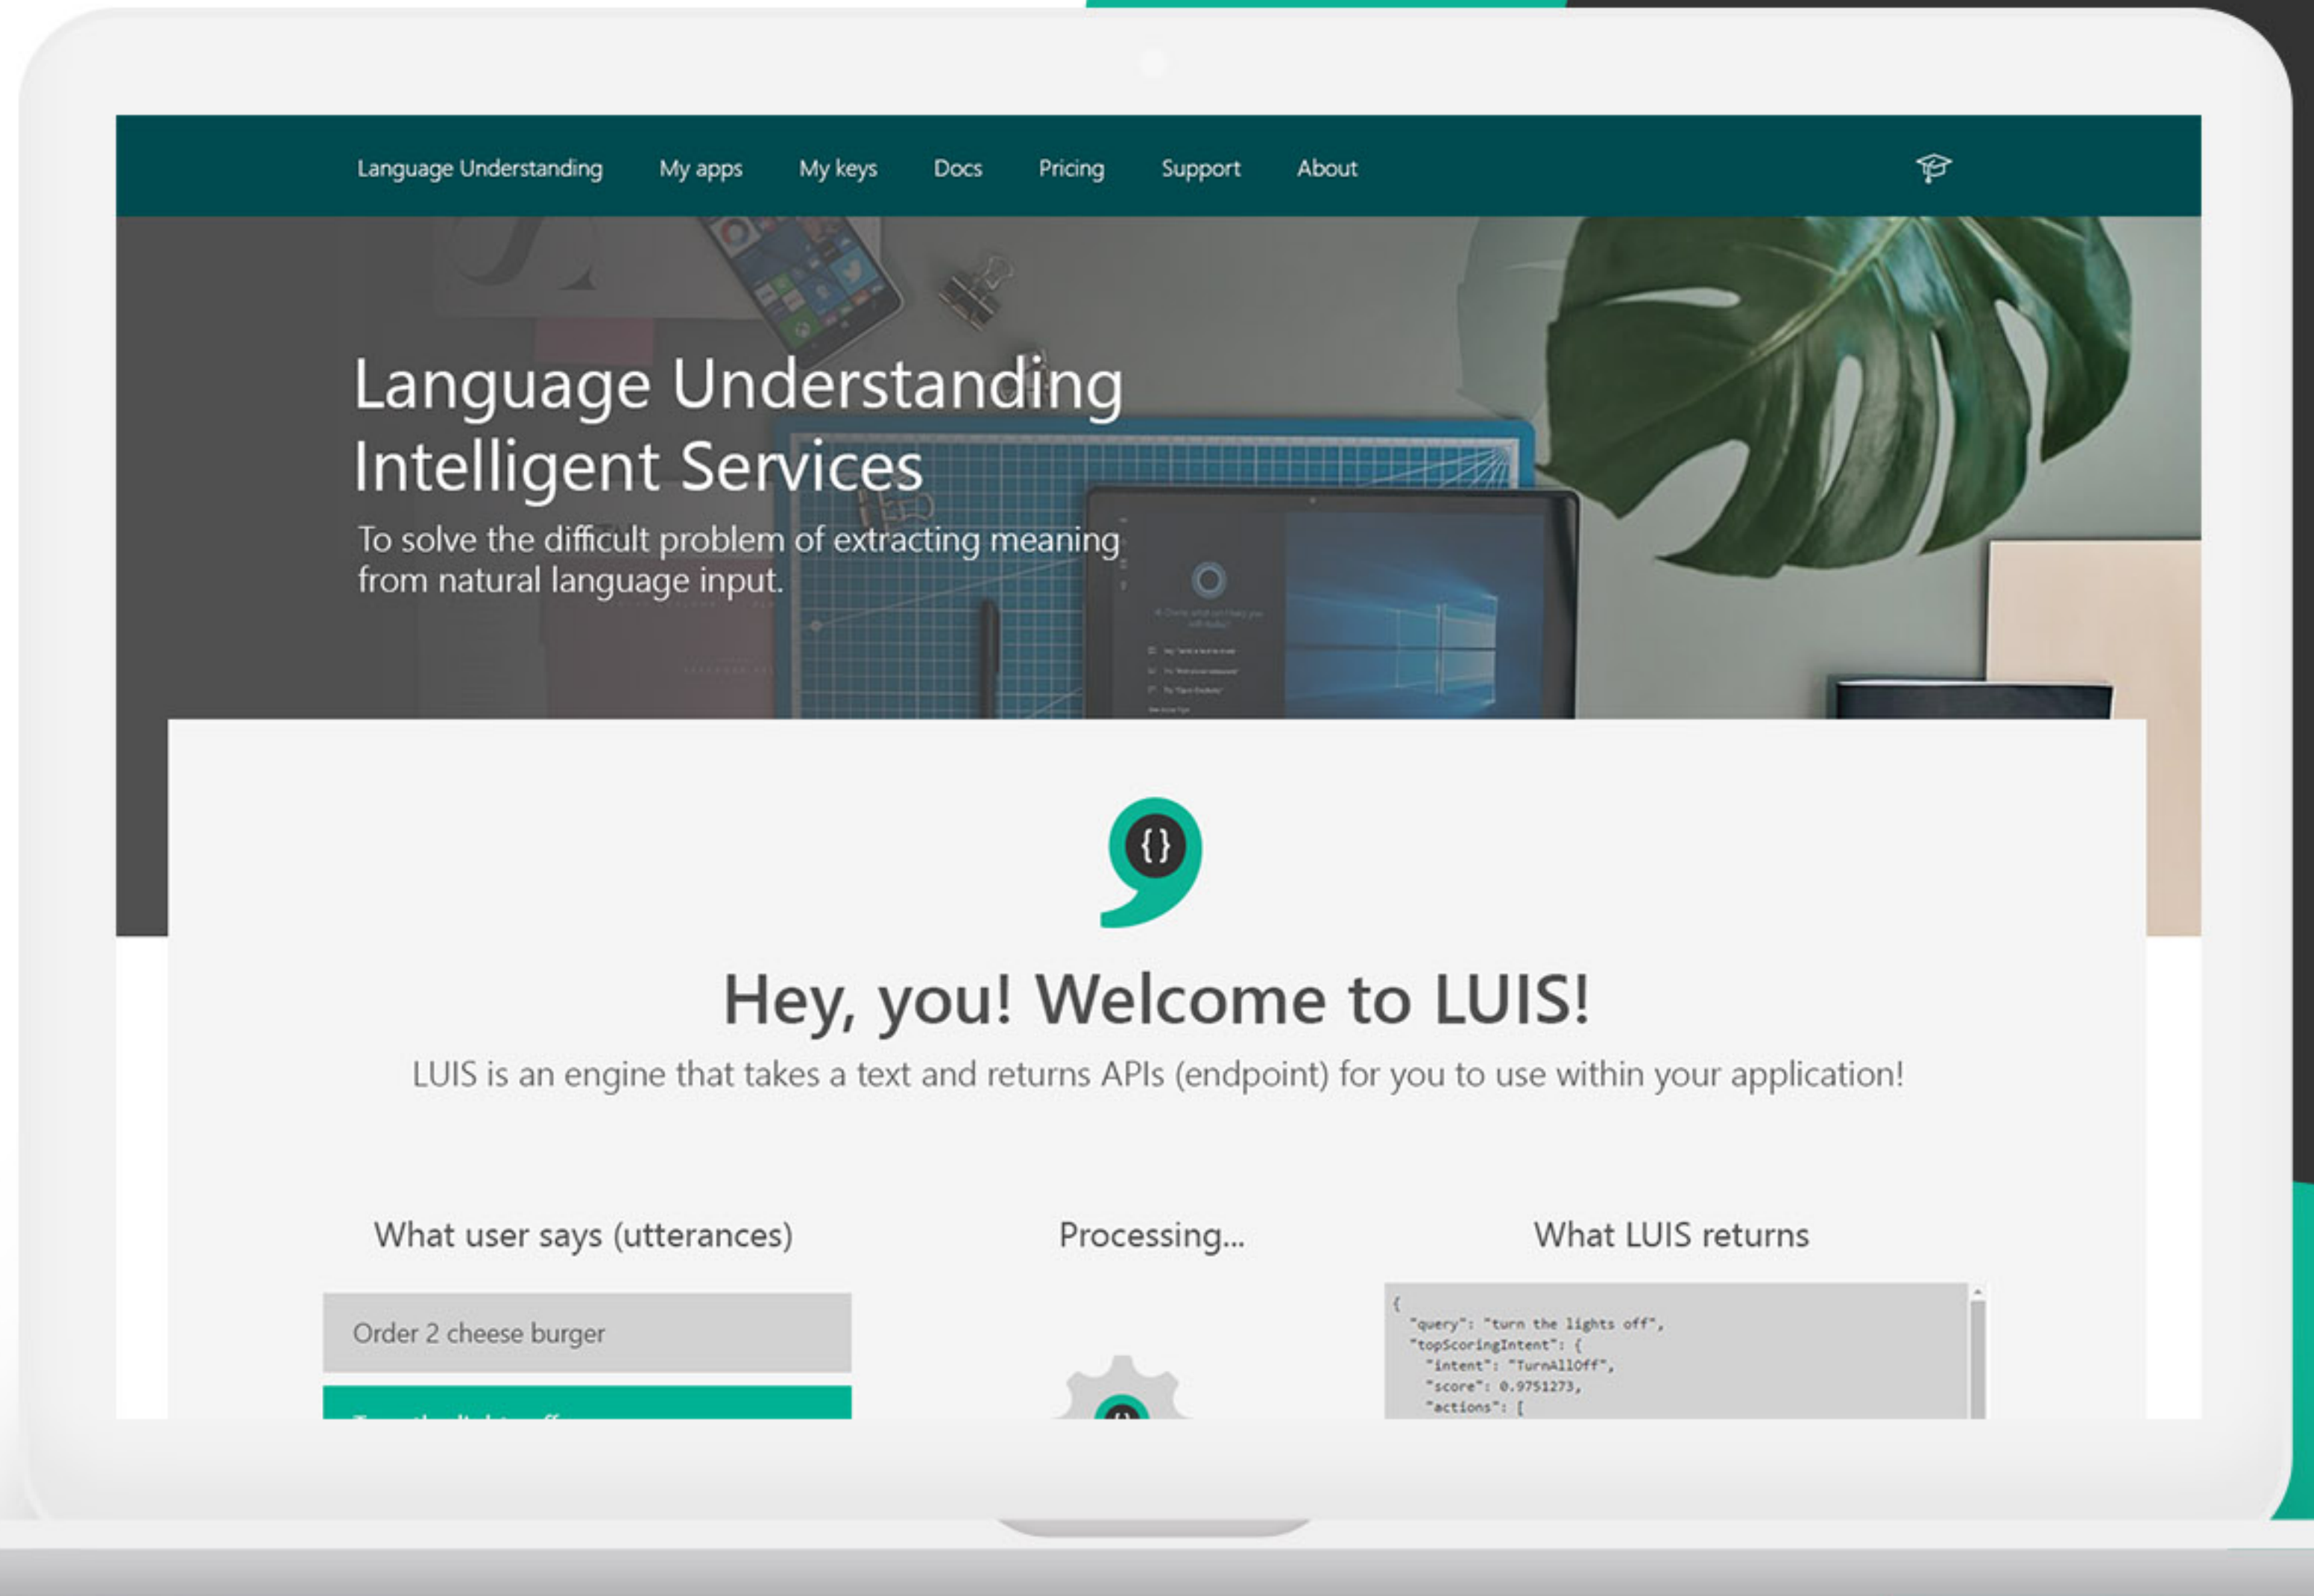 Language Understanding
My apps
My keys
Docs
Pricing
Support
About
Language Understanding
Intelligent Services
To solve the difficult problem of extracting meaning
from natural language input.
{}
Hey, you! Welcome to LUIS!
LUIS is an engine that takes a text and returns APIs (endpoint) for you to use within your application!
What user says (utterances)
Order 2 cheese burger
Processing...
What LUIS returns
{
"query": "turn the lights off",
"topScoringIntent": {
"intent": "TurnAllOff",
"score": 0.9751273,
"actions": [